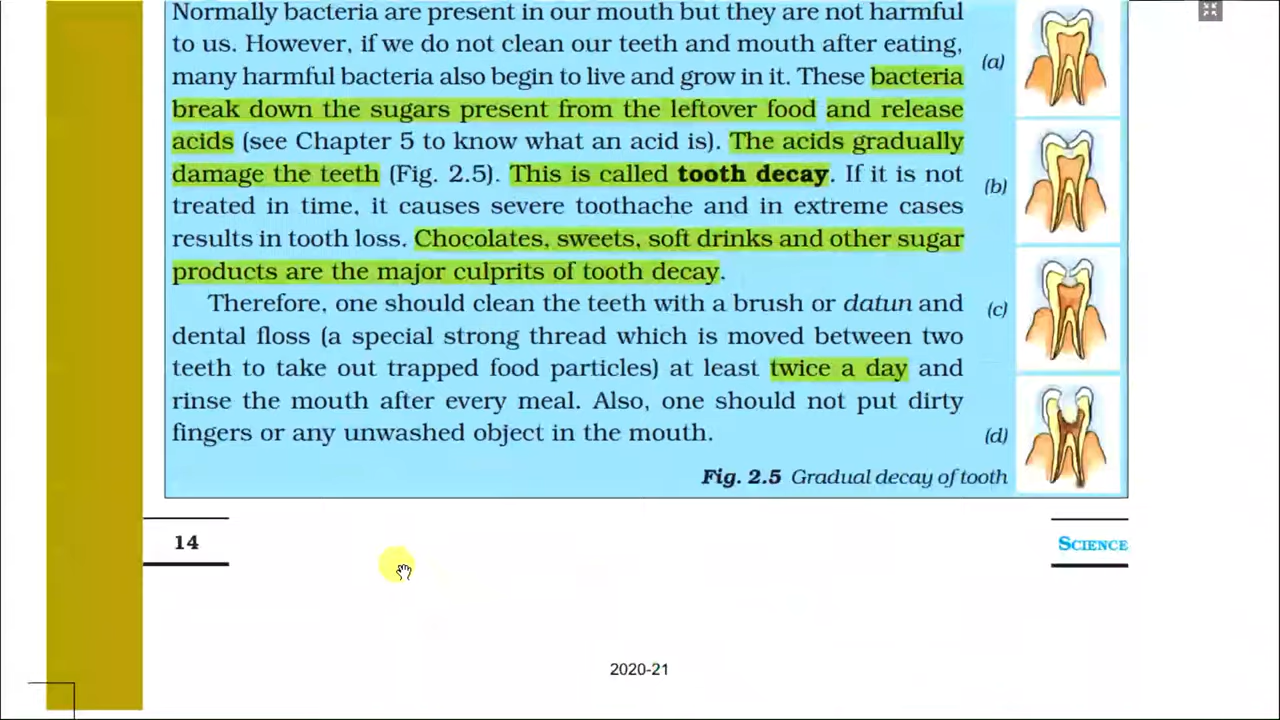 Normally bacteria are present in our mouth but they are not harmful
to us. However, if we do not clean our teeth and mouth after eating,
many harmful bacteria also begin to live and grow in it. These bacteria
break down the sugars present from the leftover food and release
acids (see Chapter 5 to know what an acid is). The acids gradually
damage the teeth (Fig. 2.5). This is called tooth decay. If it is not
treated in time, it causes severe toothache and in extreme cases
results in tooth loss. Chocolates, sweets, soft drinks and other sugar
products are the major culprits of tooth decay.
Therefore, one should clean the teeth with a brush or datun and
dental floss (a special strong thread which is moved between two
teeth to take out trapped food particles) at least twice a day and
rinse the mouth after every meal. Also, one should not put dirty
fingers or any unwashed object in the mouth.
(a)
(b)
(c)
(d)
Fig. 2.5 Gradual decay of tooth
14
SCIENCE
2020-21